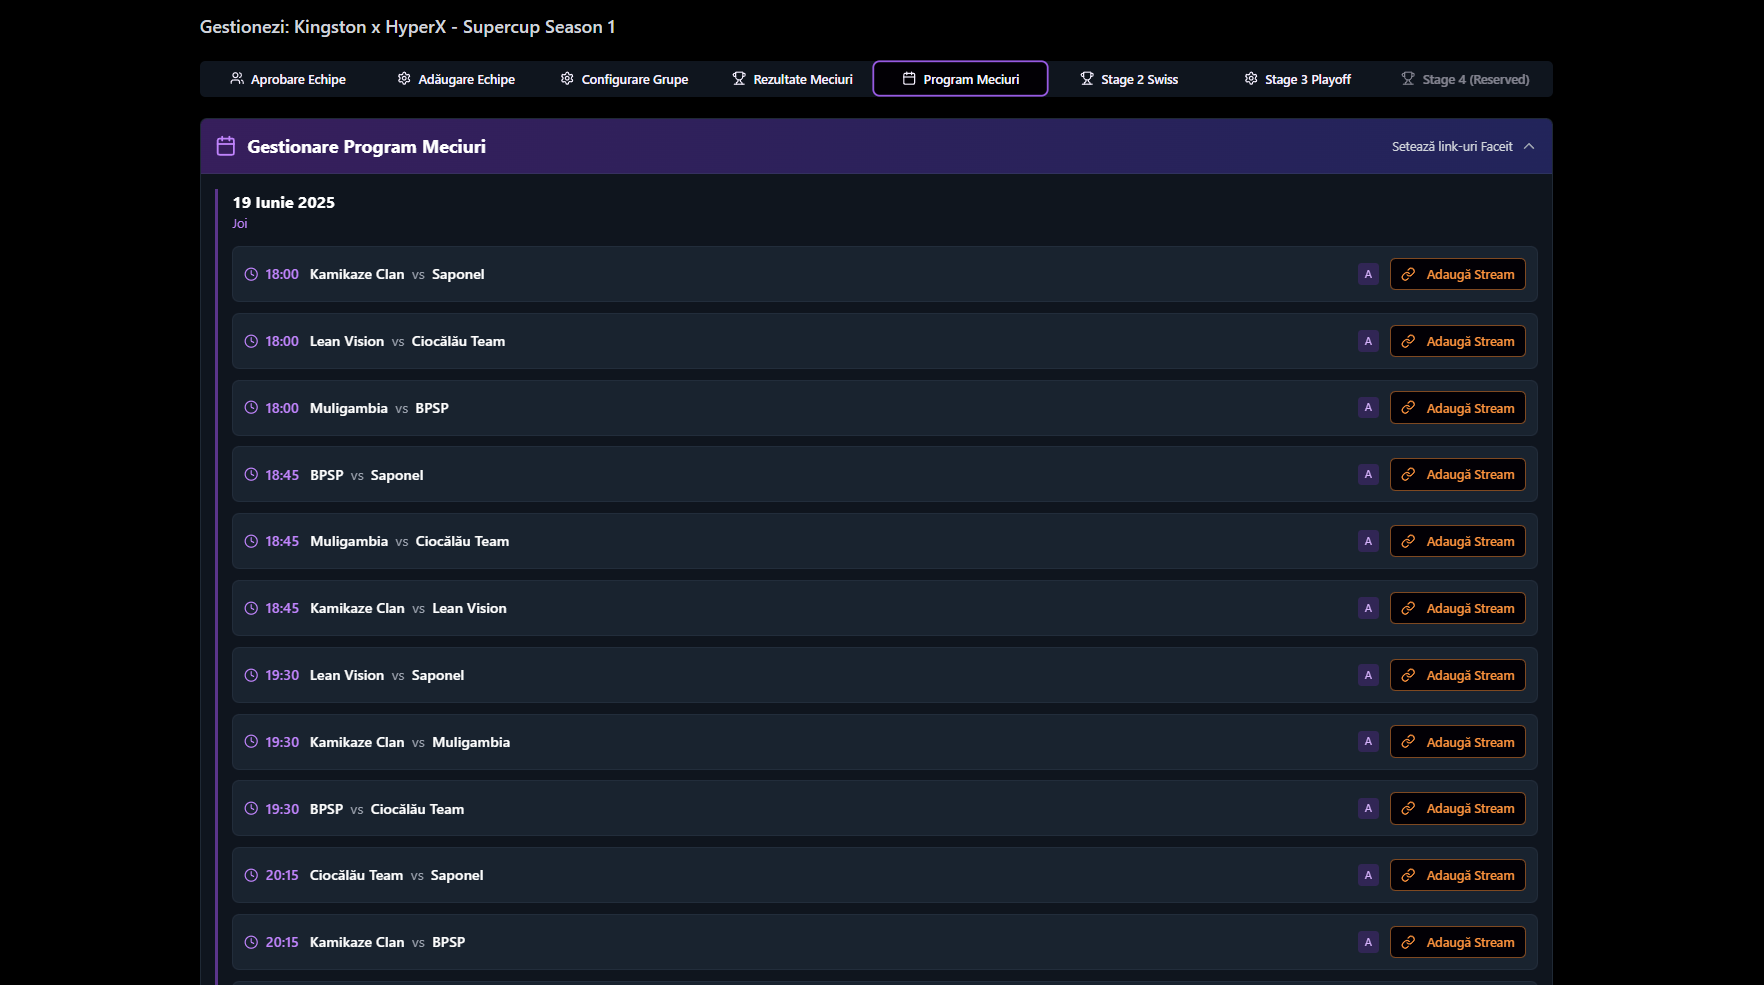 Gestionezi: Kingston x HyperX - Supercup Season 1
Aprobare Echipe
Adăugare Echipe
Configurare Grupe
Rezultate Meciuri
Program Meciuri
Stage 2 Swiss
Stage 3 Playoff
Stage 4 (Reserved)
Gestionare Program Meciuri
Setează link-uri Faceit
19 Iunie 2025
Joi
18:00 Kamikaze Clan vs Saponel A Adaugă Stream
18:00 Lean Vision vs Ciocălău Team A Adaugă Stream
18:00 Muligambia vs BPSP A Adaugă Stream
18:45 BPSP vs Saponel A Adaugă Stream
18:45 Muligambia vs Ciocălău Team A Adaugă Stream
18:45 Kamikaze Clan vs Lean Vision A Adaugă Stream
19:30 Lean Vision vs Saponel A Adaugă Stream
19:30 Kamikaze Clan vs Muligambia A Adaugă Stream
19:30 BPSP vs Ciocălău Team A Adaugă Stream
20:15 Ciocălău Team vs Saponel A Adaugă Stream
20:15 Kamikaze Clan vs BPSP A Adaugă Stream